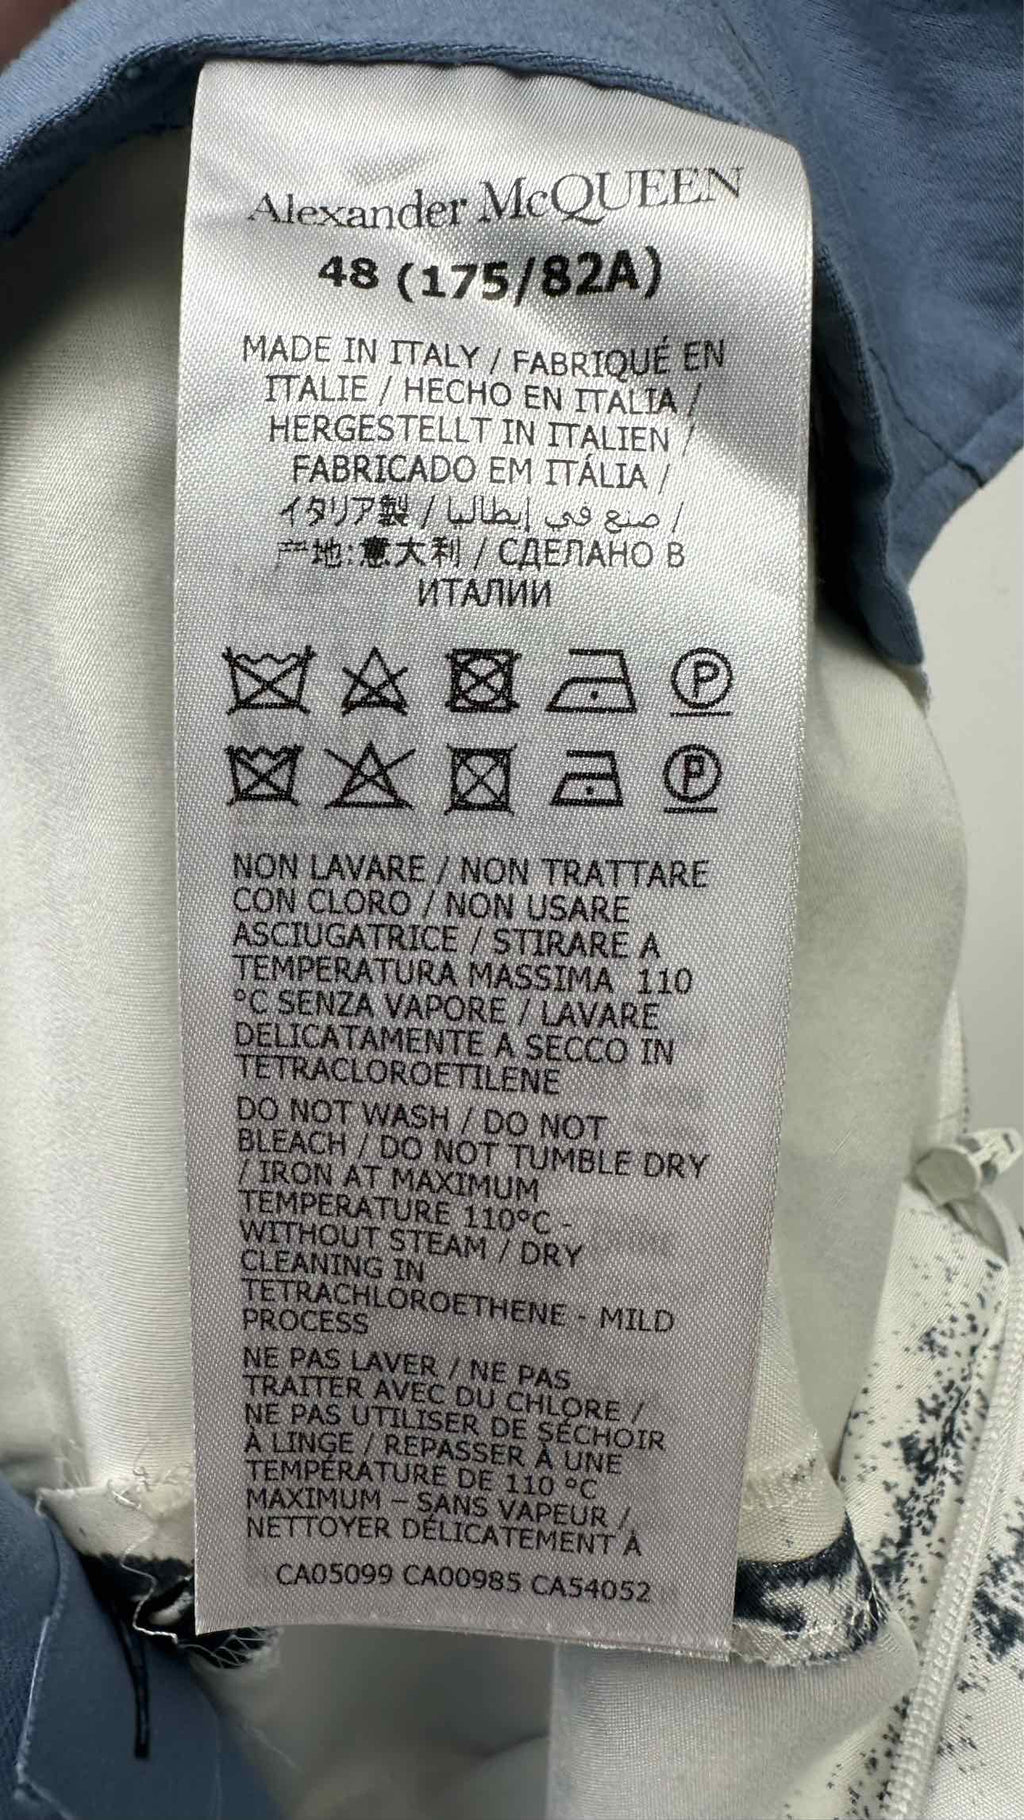 Alexander McQUEEN
48 (175/82A)
MADE IN ITALY / FABRIQUÉ EN
ITALIE / HECHO EN ITALIA /
HERGESTELLT IN ITALIEN /
FABRICADO EM ITÁLIA /
イタリア製 / صنع في إيطاليا /
产地:意大利 / СДЕЛАНО В
ИТАЛИИ
P
P
NON LAVARE / NON TRATTARE
CON CLORO / NON USARE
ASCIUGATRICE / STIRARE A
TEMPERATURA MASSIMA 110
°C SENZA VAPORE / LAVARE
DELICATAMENTE A SECCO IN
TETRACLOROETILENE
DO NOT WASH / DO NOT
BLEACH / DO NOT TUMBLE DRY
/ IRON AT MAXIMUM
TEMPERATURE 110°C -
WITHOUT STEAM / DRY
CLEANING IN
TETRACHLOROETHENE - MILD
PROCESS
NE PAS LAVER / NE PAS
TRAITER AVEC DU CHLORE /
NE PAS UTILISER DE SÉCHOIR
À LINGE / REPASSER À UNE
TEMPÉRATURE DE 110 °C
MAXIMUM – SANS VAPEUR /
NETTOYER DÉLICATEMENT À
CA05099 CA00985 CA54052